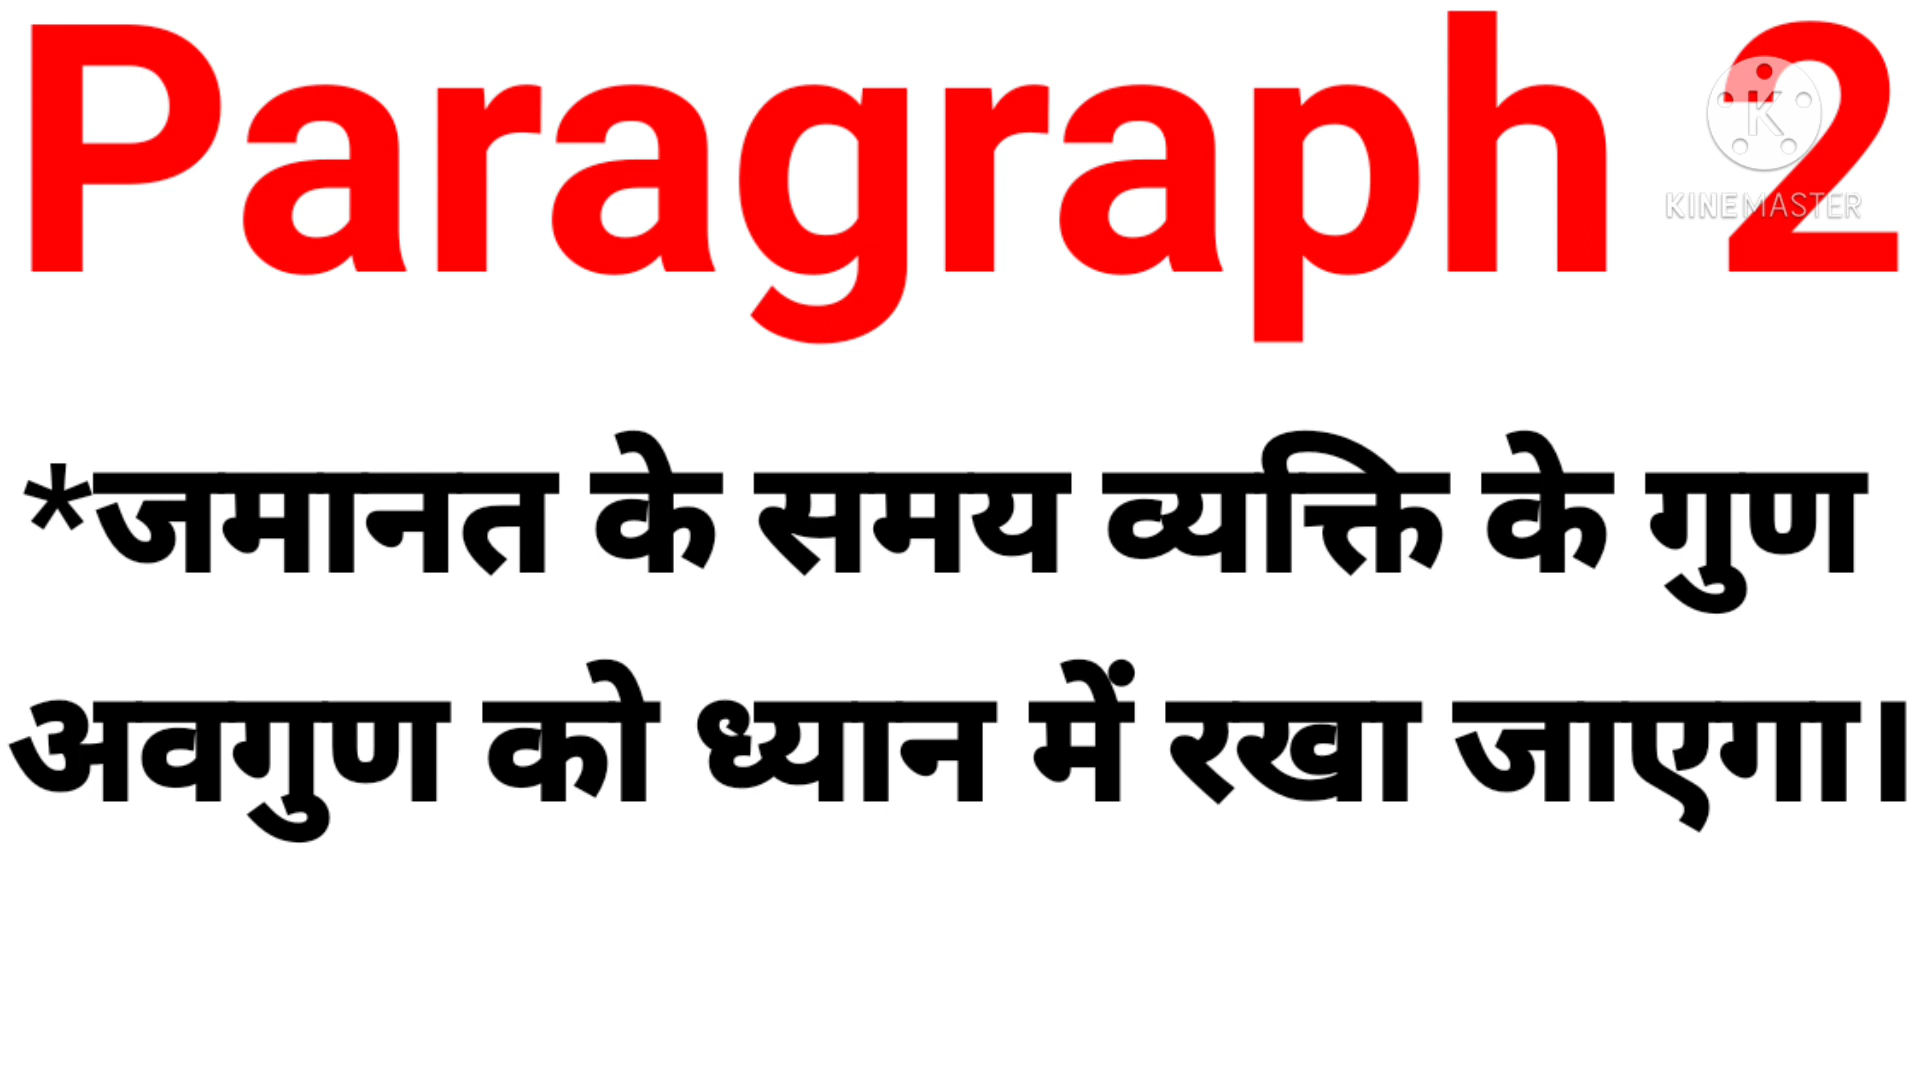 Paragraph 2
KINEMASTER
*जमानत के समय व्यक्ति के गुण
अवगुण को ध्यान में रखा जाएगा।